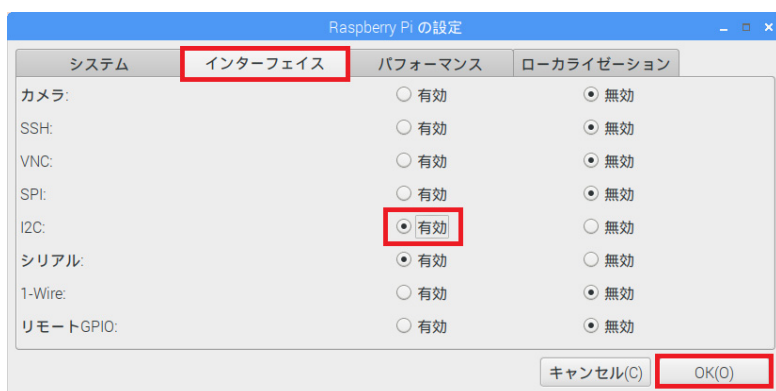 Raspberry Pi の設定
システム インターフェイス パフォーマンス ローカライゼーション
カメラ: 有効 無効
SSH: 有効 無効
VNC: 有効 無効
SPI: 有効 無効
I2C: 有効 無効
シリアル: 有効 無効
1-Wire: 有効 無効
リモートGPIO: 有効 無効
キャンセル(C) OK(O)